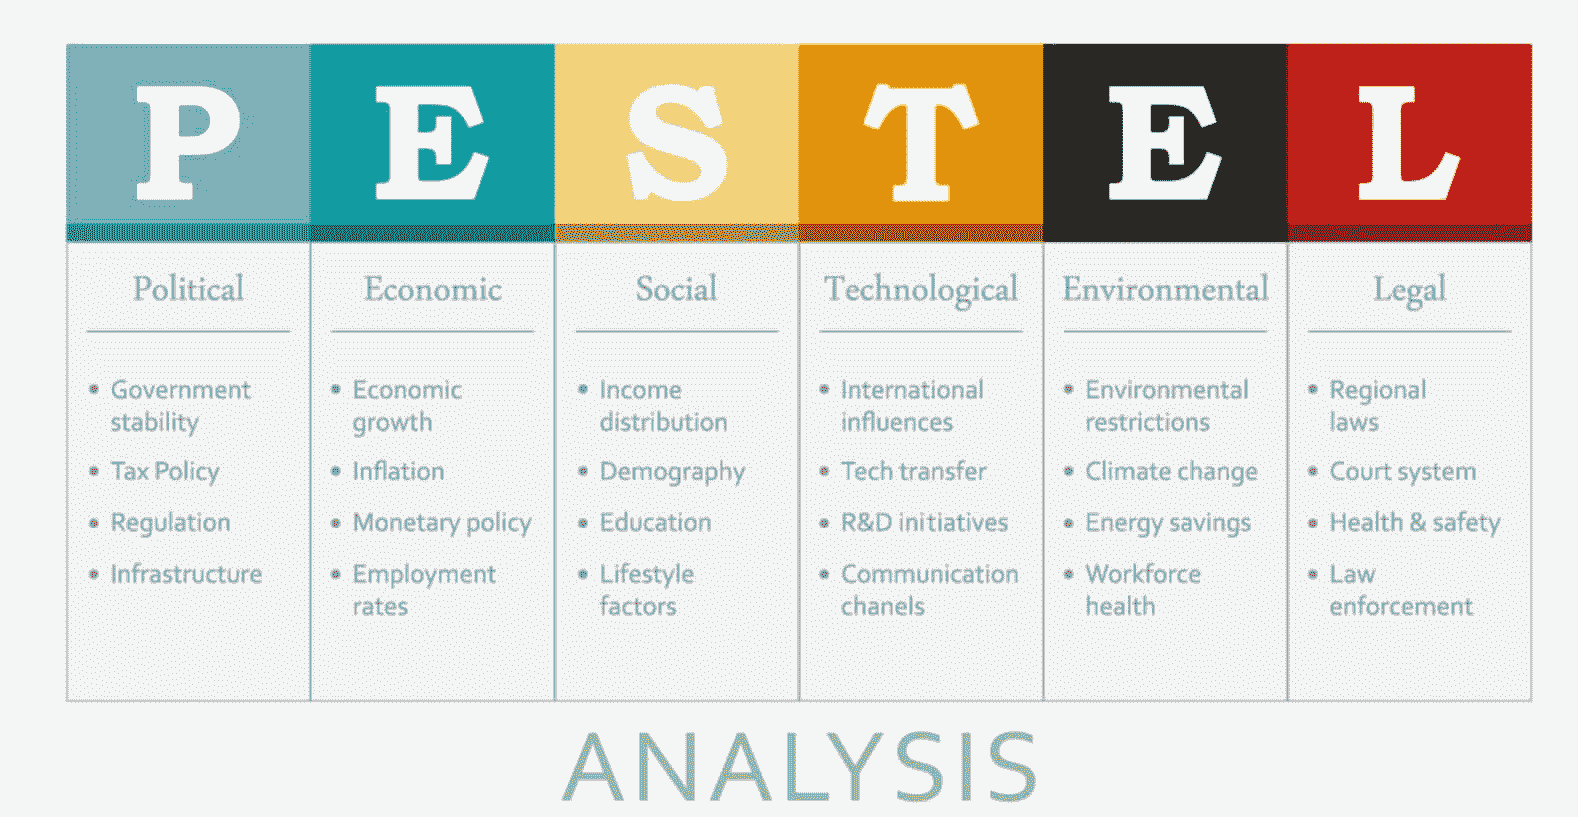 P E S T E L
Political
Government
stability
Tax Policy
Regulation
Infrastructure
Economic
Economic
growth
Inflation
Monetary policy
Employment
rates
Social
Income
distribution
Demography
Education
Lifestyle
factors
Technological
International
influences
Tech transfer
R&D initiatives
Communication
chanels
Environmental
Environmental
restrictions
Climate change
Energy savings
Workforce
health
Legal
Regional
laws
Court system
Health & safety
Law
enforcement
ANALYSIS